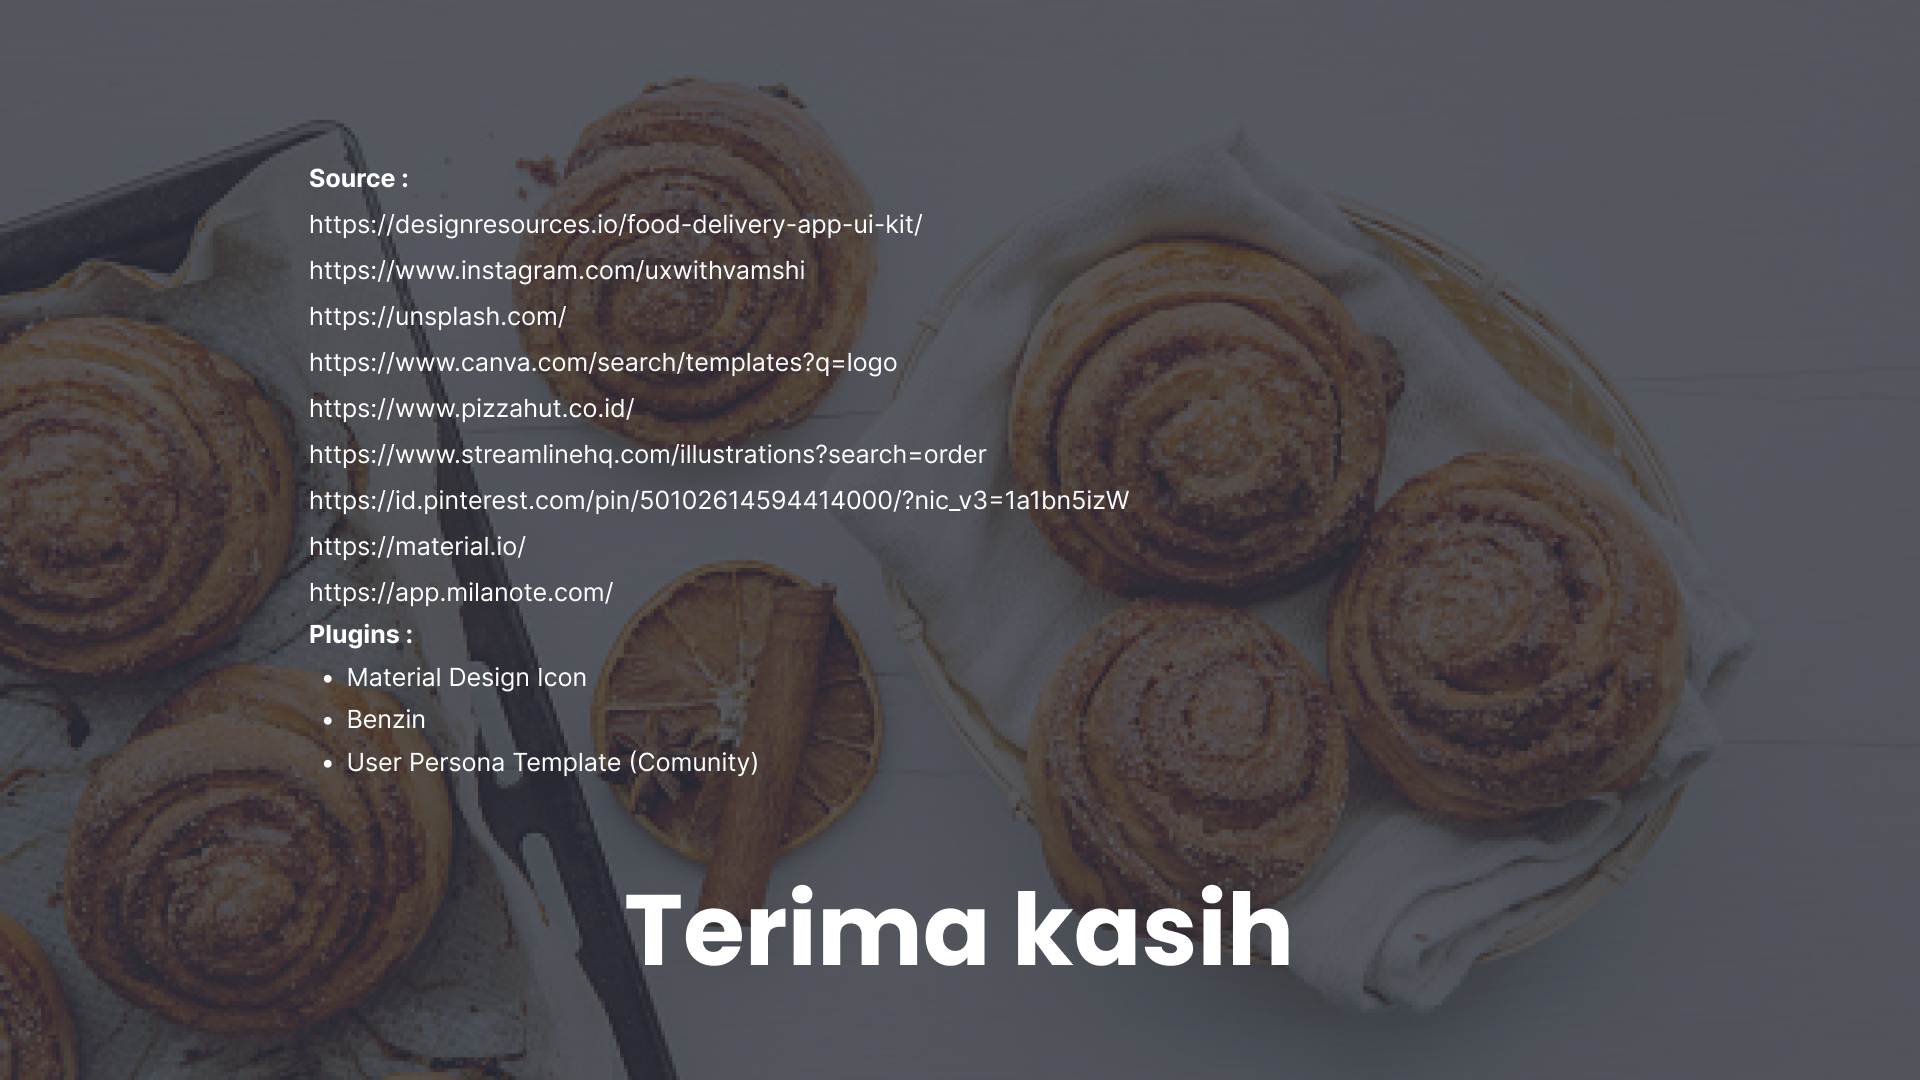 Source :
https://designresources.io/food-delivery-app-ui-kit/
https://www.instagram.com/uxwithvamshi
https://unsplash.com/
https://www.canva.com/search/templates?q=logo
https://www.pizzahut.co.id/
https://www.streamlinehq.com/illustrations?search=order
https://id.pinterest.com/pin/50102614594414000/?nic_v3=1a1bn5izW
https://material.io/
https://app.milanote.com/
Plugins :
• Material Design Icon
• Benzin
• User Persona Template (Comunity)
Terima kasih